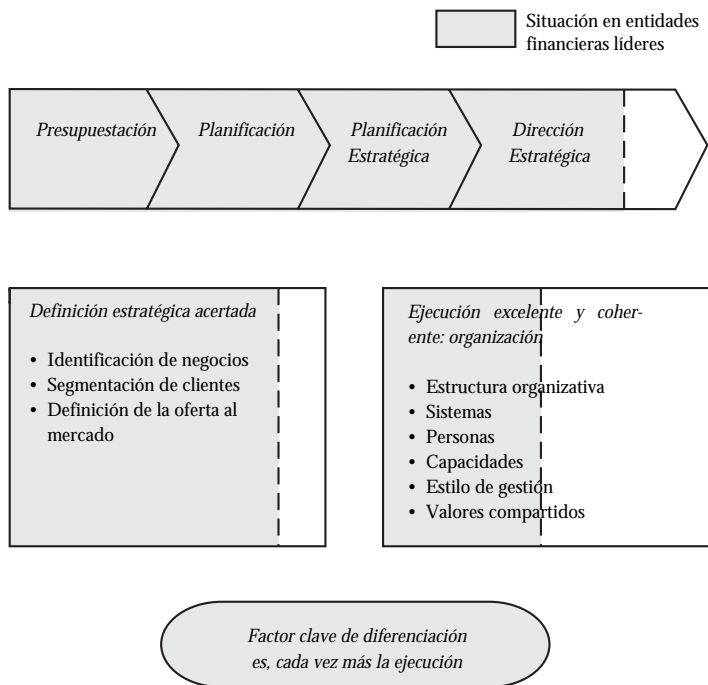 Situación en entidades
financieras líderes
Presupuestación
Planificación
Planificación
Estratégica
Dirección
Estratégica
Definición estratégica acertada
• Identificación de negocios
• Segmentación de clientes
• Definición de la oferta al
mercado
Ejecución excelente y coher-
ente: organización
• Estructura organizativa
• Sistemas
• Personas
• Capacidades
• Estilo de gestión
• Valores compartidos
Factor clave de diferenciación
es, cada vez más la ejecución